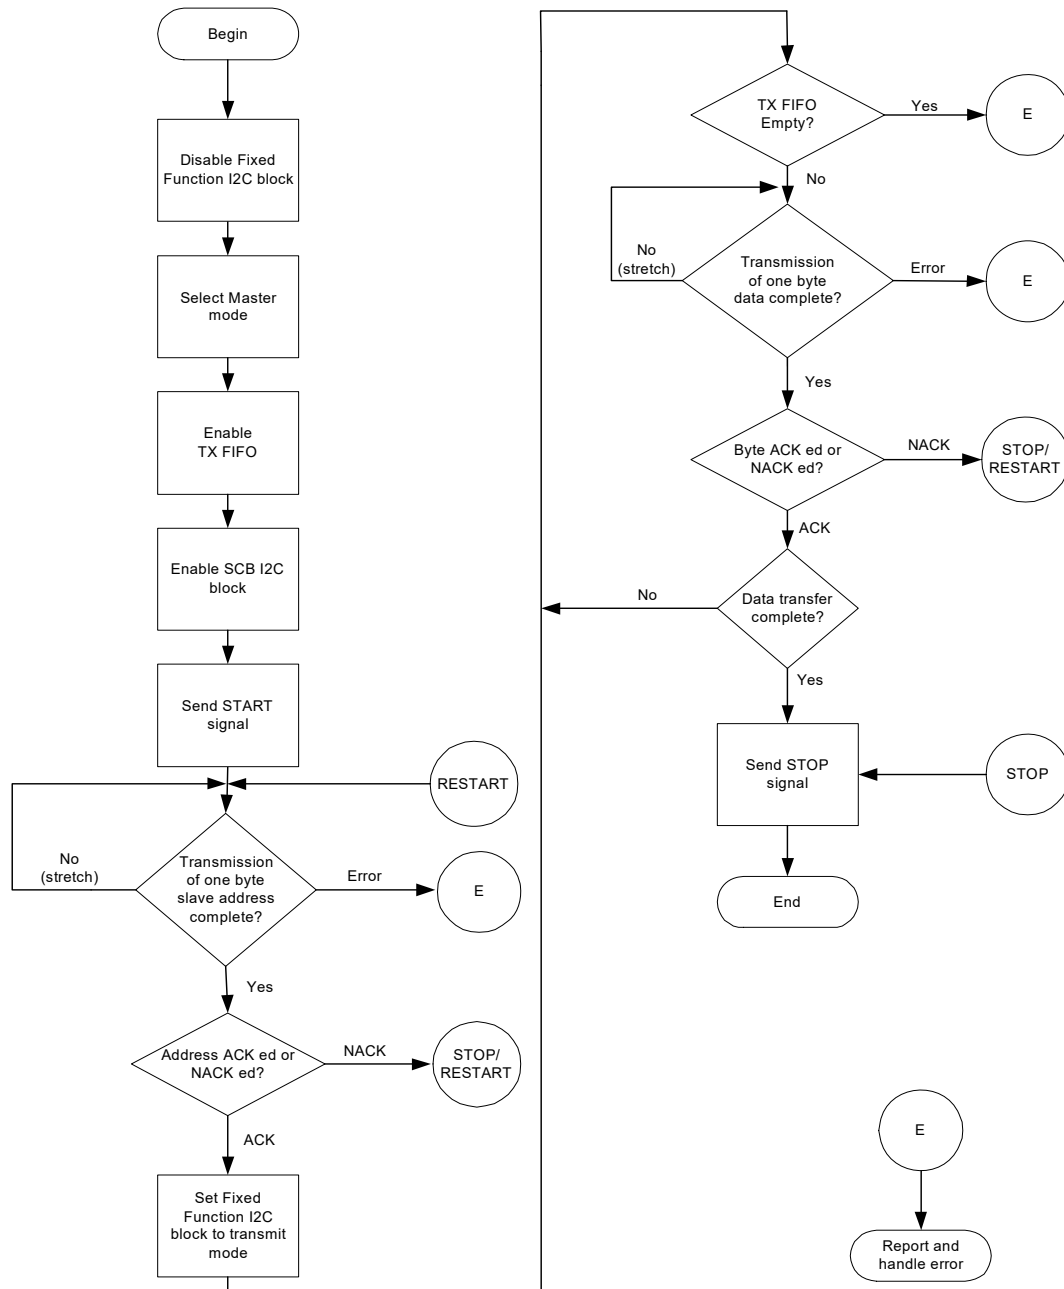 Begin
Disable Fixed
Function I2C block
Select Master
mode
Enable
TX FIFO
Enable SCB I2C
block
Send START
signal
RESTART
No
(stretch)
Transmission
of one byte
slave address
complete?
Error
E
Yes
Address ACK ed or
NACK ed?
NACK
STOP/
RESTART
ACK
Set Fixed
Function I2C
block to transmit
mode
TX FIFO
Empty?
Yes
E
No
No
(stretch)
Transmission
of one byte
data complete?
Error
E
Yes
Byte ACK ed or
NACK ed?
NACK
STOP/
RESTART
ACK
No
Data transfer
complete?
Yes
Send STOP
signal
STOP
End
E
Report and
handle error